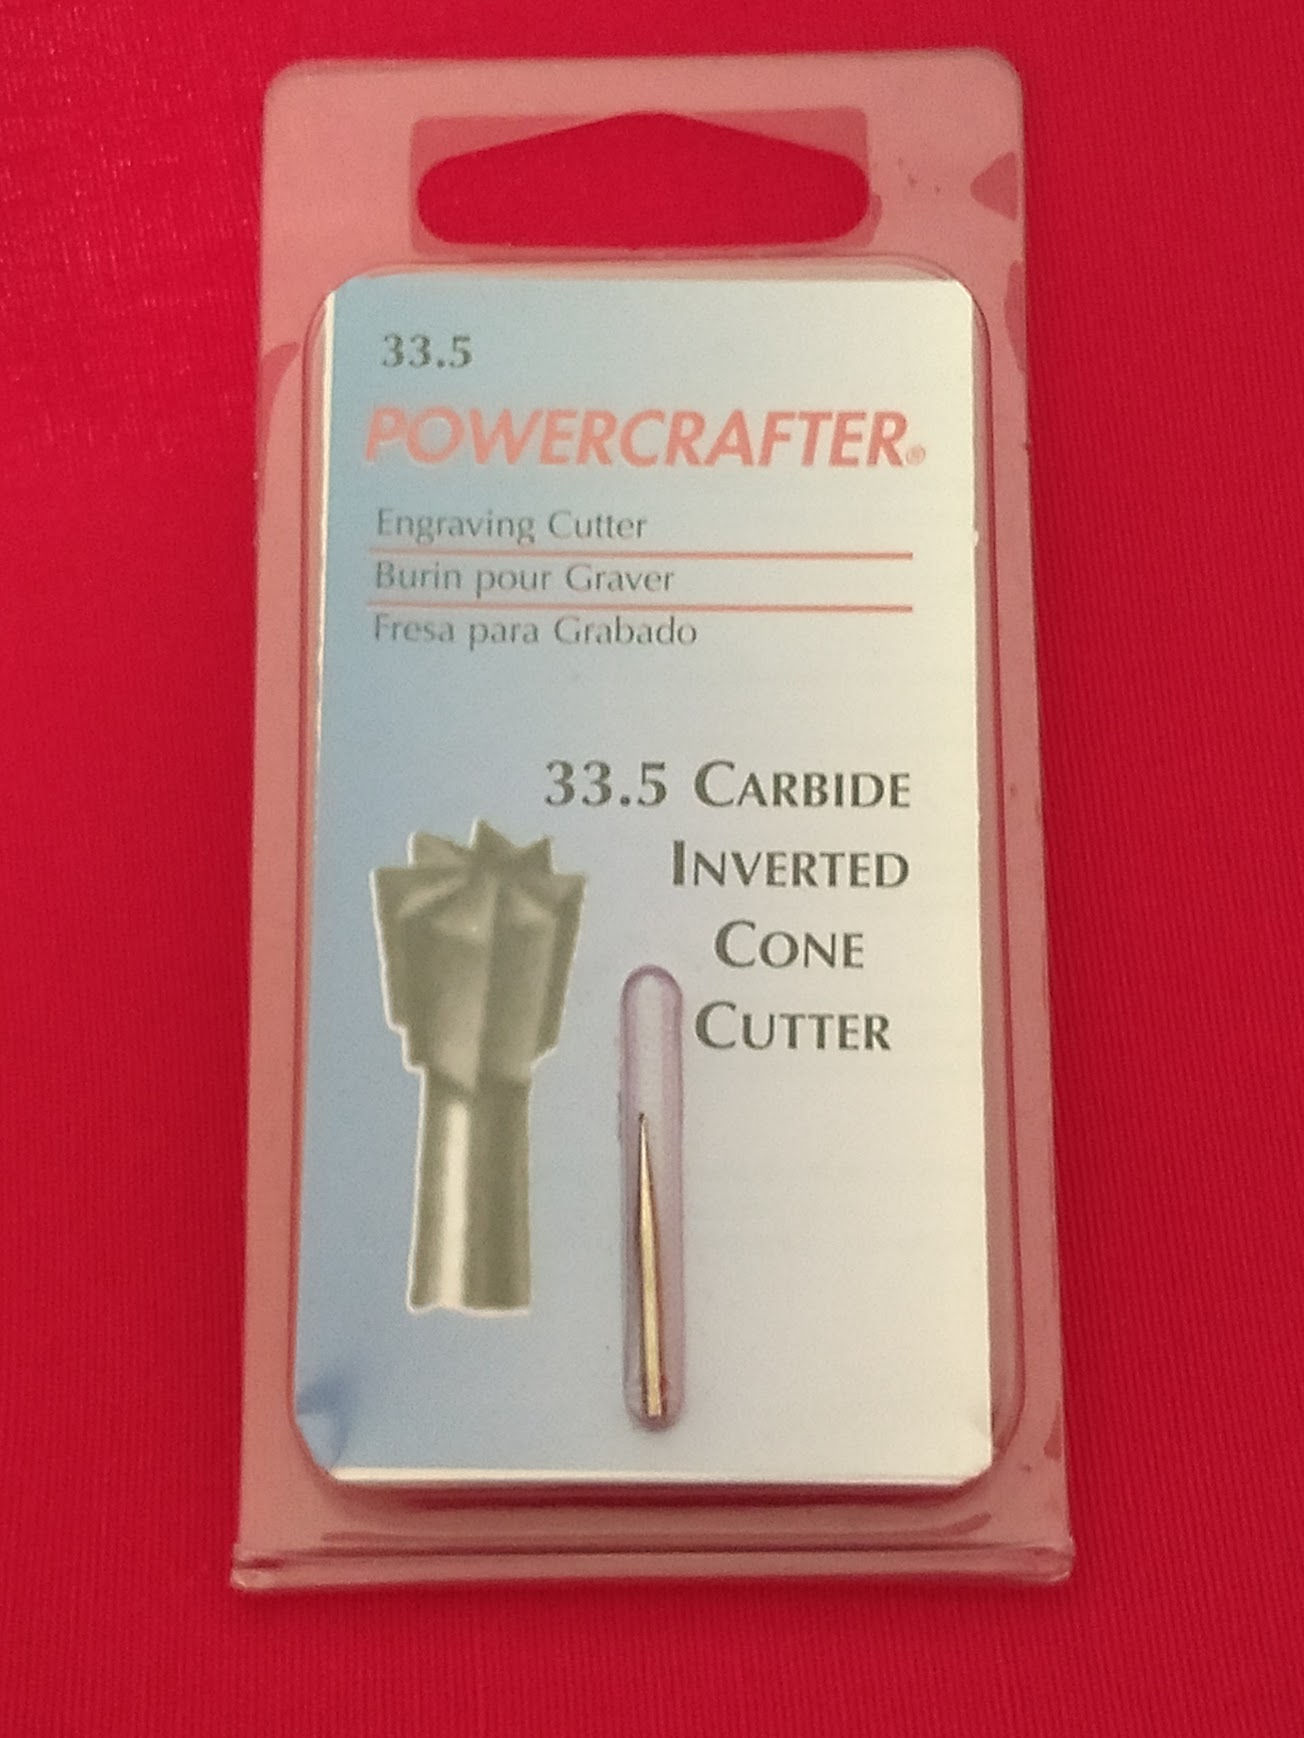 33.5
POWERCRAFTER®
Engraving Cutter
Burin pour Graver
Fresa para Grabado
33.5 CARBIDE
INVERTED
CONE
CUTTER